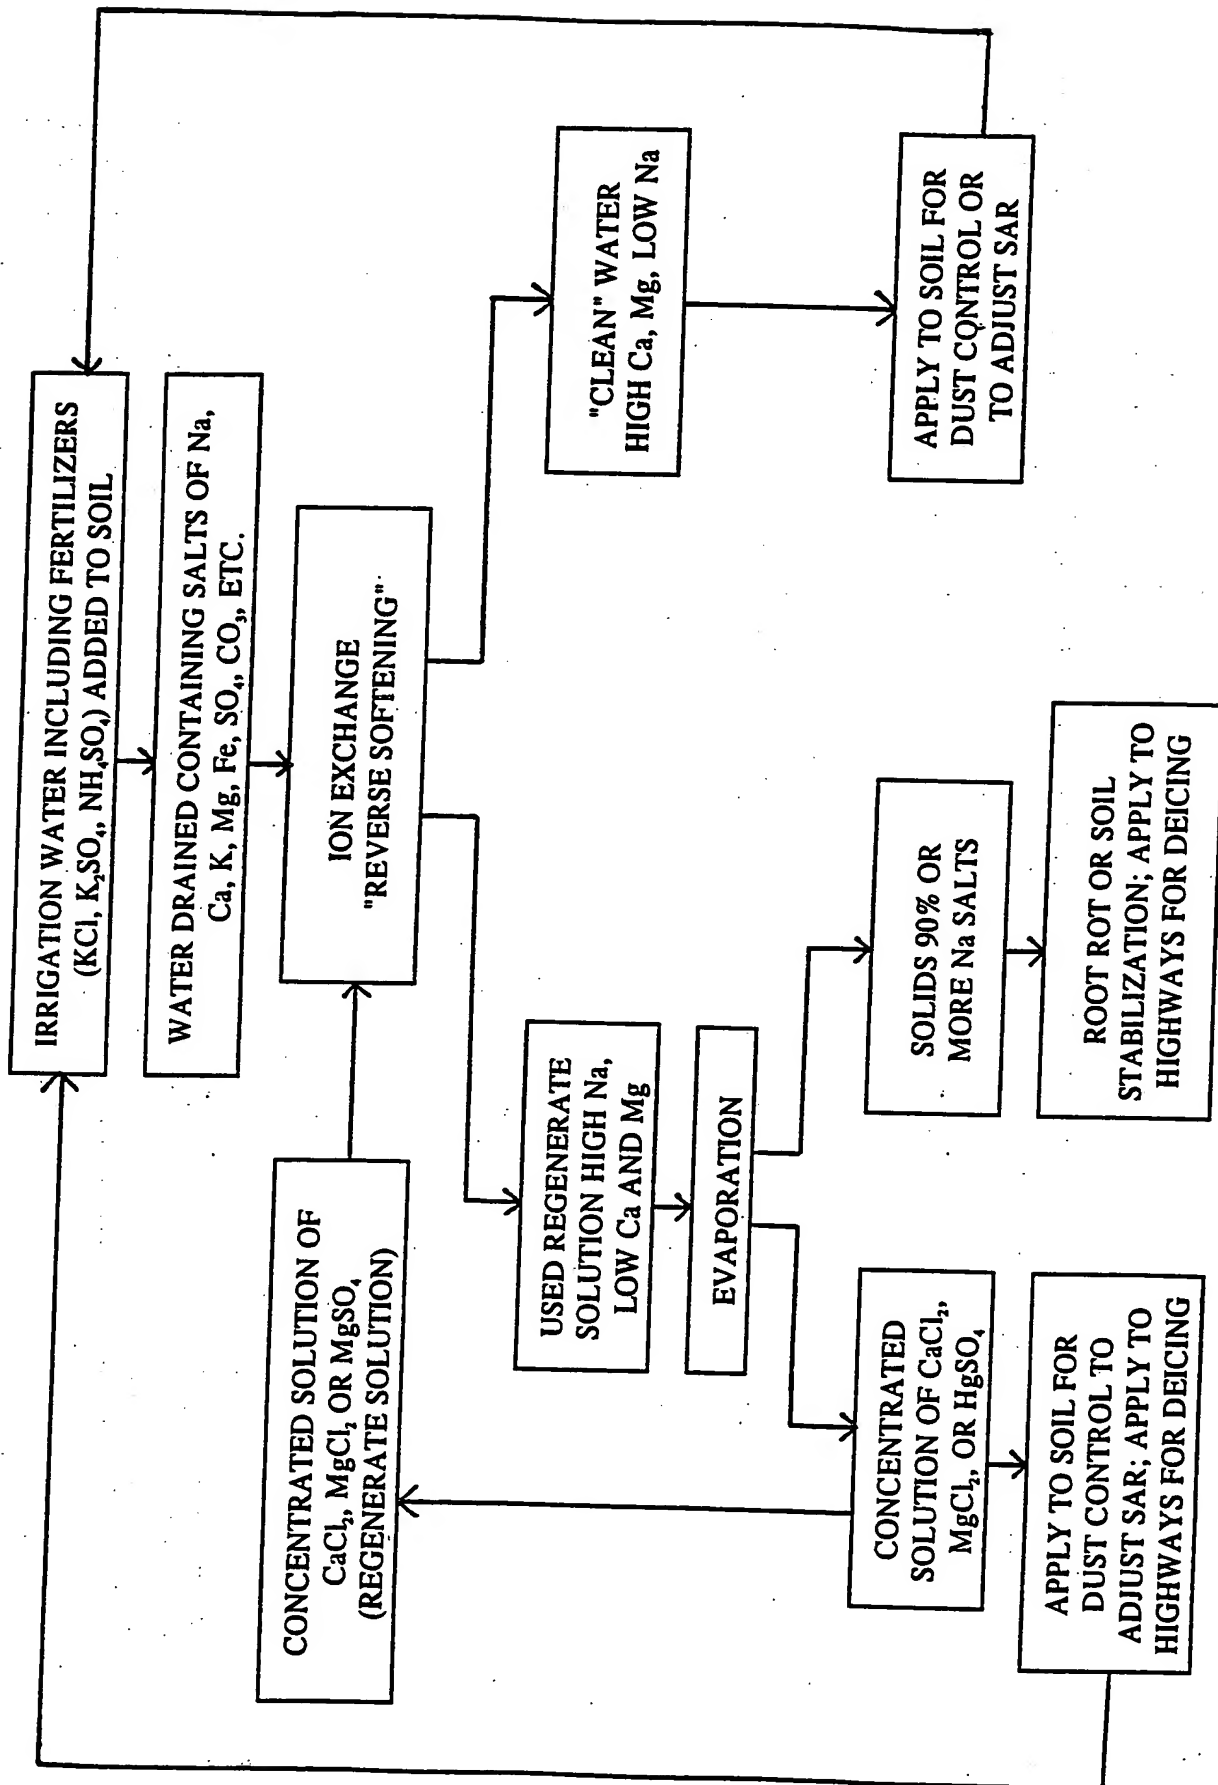 IRRIGATION WATER INCLUDING FERTILIZERS
(KCl, K₂SO₄, NH₄SO₄) ADDED TO SOIL
WATER DRAINED CONTAINING SALTS OF Na,
Ca, K, Mg, Fe, SO₄, CO₃, ETC.
CONCENTRATED SOLUTION OF
CaCl₂, MgCl₂ OR MgSO₄
(REGENERATE SOLUTION)
ION EXCHANGE
"REVERSE SOFTENING"
USED REGENERATE
SOLUTION HIGH Na,
LOW Ca AND Mg
"CLEAN" WATER
HIGH Ca, Mg, LOW Na
EVAPORATION
CONCENTRATED
SOLUTION OF CaCl₂,
MgCl₂, OR HgSO₄
SOLIDS 90% OR
MORE Na SALTS
APPLY TO SOIL FOR
DUST CONTROL OR
TO ADJUST SAR
APPLY TO SOIL FOR
DUST CONTROL TO
ADJUST SAR; APPLY TO
HIGHWAYS FOR DEICING
ROOT ROT OR SOIL
STABILIZATION; APPLY TO
HIGHWAYS FOR DEICING